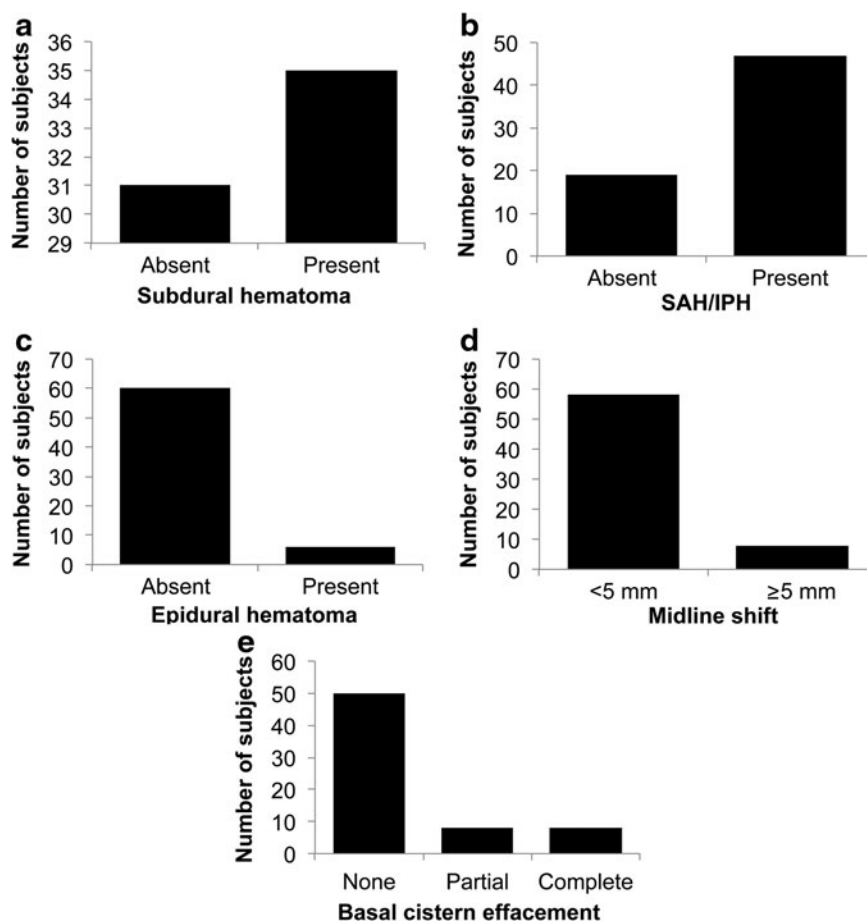 a
Number of subjects
36
35
34
33
32
31
30
29
Absent Present
Subdural hematoma
b
Number of subjects
50
40
30
20
10
0
Absent Present
SAH/IPH
c
Number of subjects
70
60
50
40
30
20
10
0
Absent Present
Epidural hematoma
d
Number of subjects
70
60
50
40
30
20
10
0
<5 mm ≥5 mm
Midline shift
e
Number of subjects
60
50
40
30
20
10
0
None Partial Complete
Basal cistern effacement